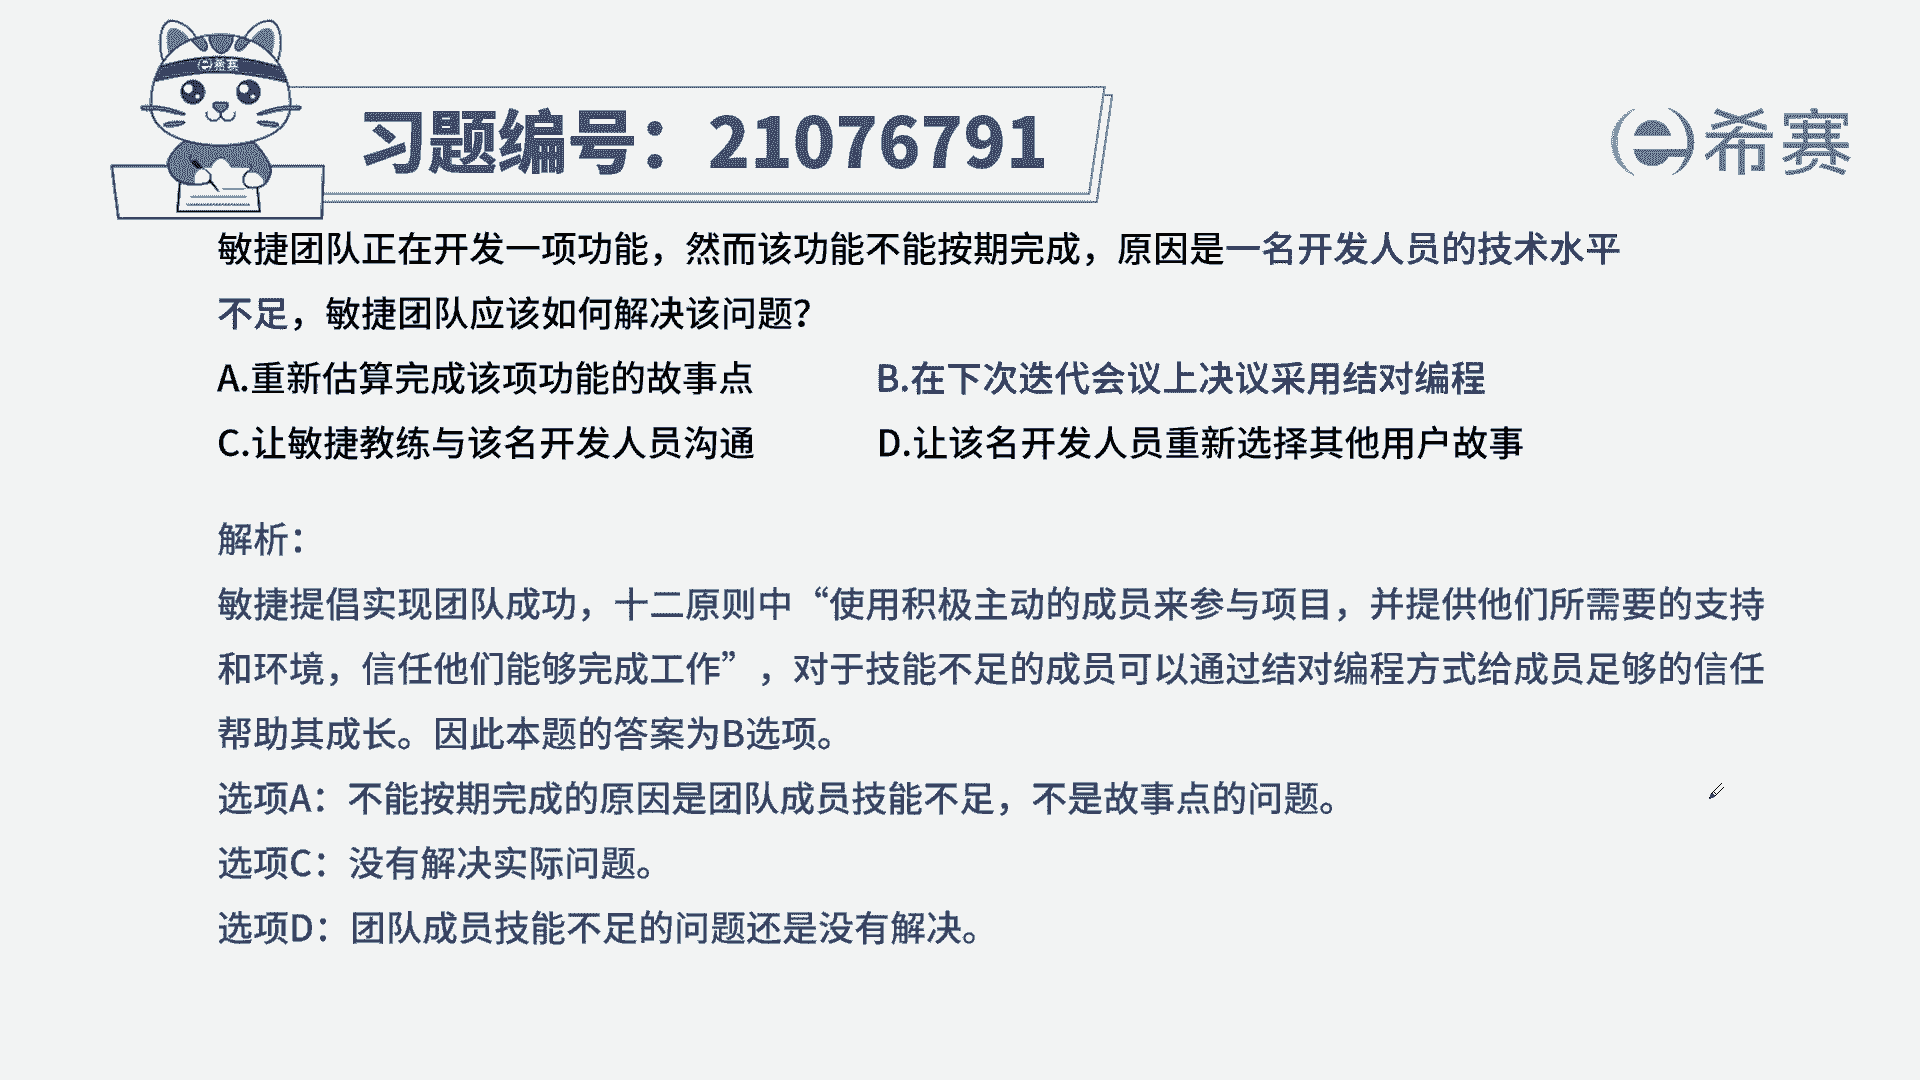 希赛
习题编号：21076791
希赛
敏捷团队正在开发一项功能，然而该功能不能按期完成，原因是一名开发人员的技术水平
不足，敏捷团队应该如何解决该问题？
A.重新估算完成该项功能的故事点 B.在下次迭代会议上决议采用结对编程
C.让敏捷教练与该名开发人员沟通 D.让该名开发人员重新选择其他用户故事
解析：
敏捷提倡实现团队成功，十二原则中“使用积极主动的成员来参与项目，并提供他们所需要的支持
和环境，信任他们能够完成工作”，对于技能不足的成员可以通过结对编程方式给成员足够的信任
帮助其成长。因此本题的答案为B选项。
选项A：不能按期完成的原因是团队成员技能不足，不是故事点的问题。
选项C：没有解决实际问题。
选项D：团队成员技能不足的问题还是没有解决。